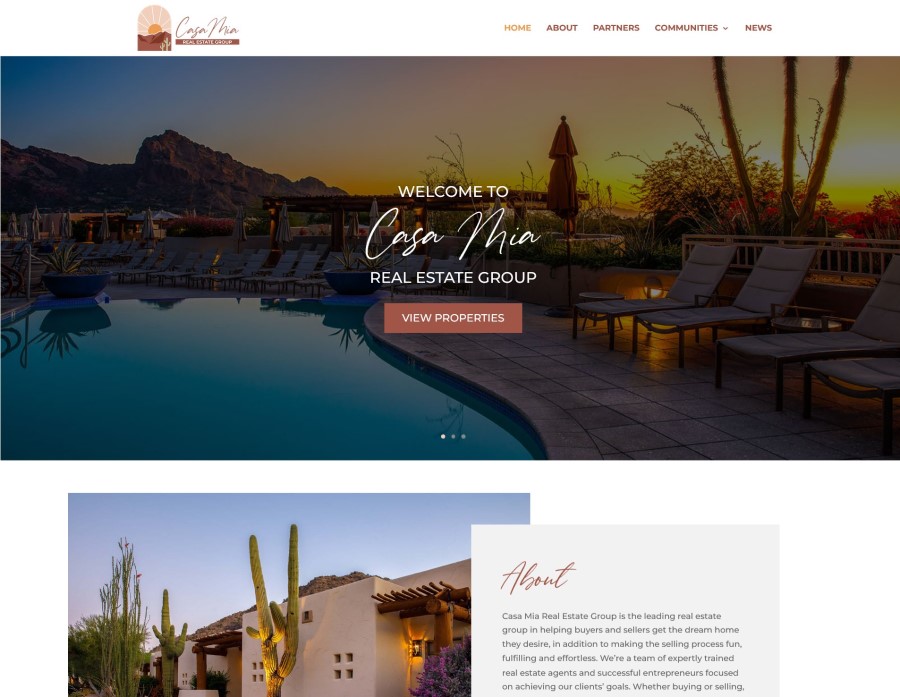 Casa Mia
REAL ESTATE GROUP
HOME ABOUT PARTNERS COMMUNITIES NEWS
WELCOME TO
Casa Mia
REAL ESTATE GROUP
VIEW PROPERTIES
About
Casa Mia Real Estate Group is the leading real estate
group in helping buyers and sellers get the dream home
they desire, in addition to making the selling process fun,
fulfilling and effortless. We're a team of expertly trained
real estate agents and successful entrepreneurs focused
on achieving our clients' goals. Whether buying or selling,